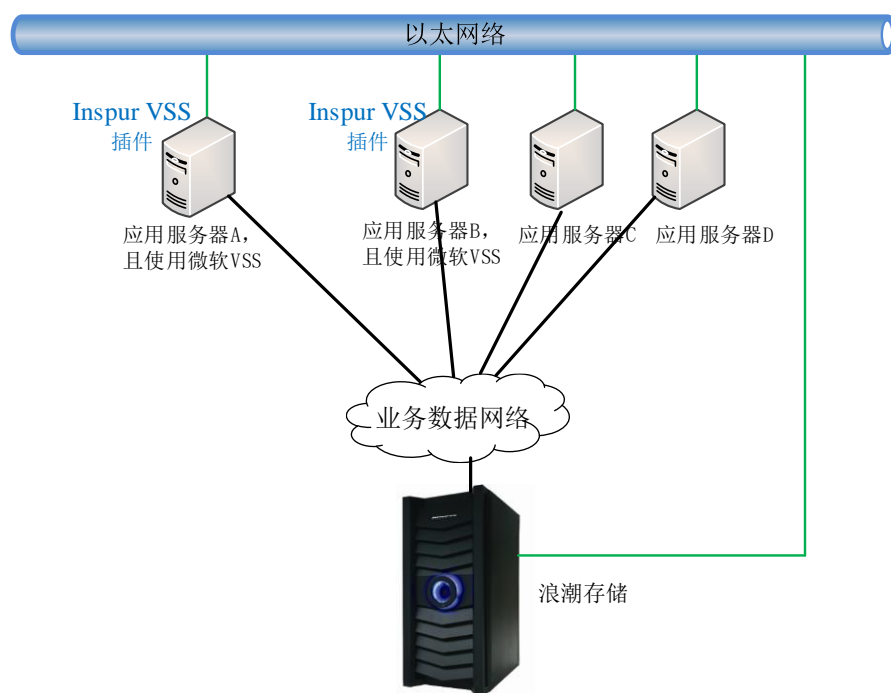 以太网络
Inspur VSS
插件
Inspur VSS
插件
应用服务器A，
且使用微软VSS
应用服务器B，
且使用微软VSS
应用服务器C
应用服务器D
业务数据网络
浪潮存储